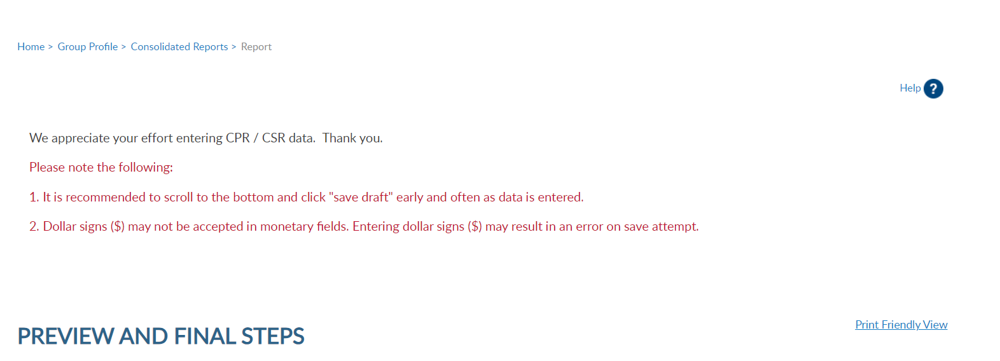 Home > Group Profile > Consolidated Reports > Report
Help ?
We appreciate your effort entering CPR / CSR data.  Thank you.
Please note the following:
1. It is recommended to scroll to the bottom and click "save draft" early and often as data is entered.
2. Dollar signs ($) may not be accepted in monetary fields. Entering dollar signs ($) may result in an error on save attempt.
Print Friendly View
PREVIEW AND FINAL STEPS